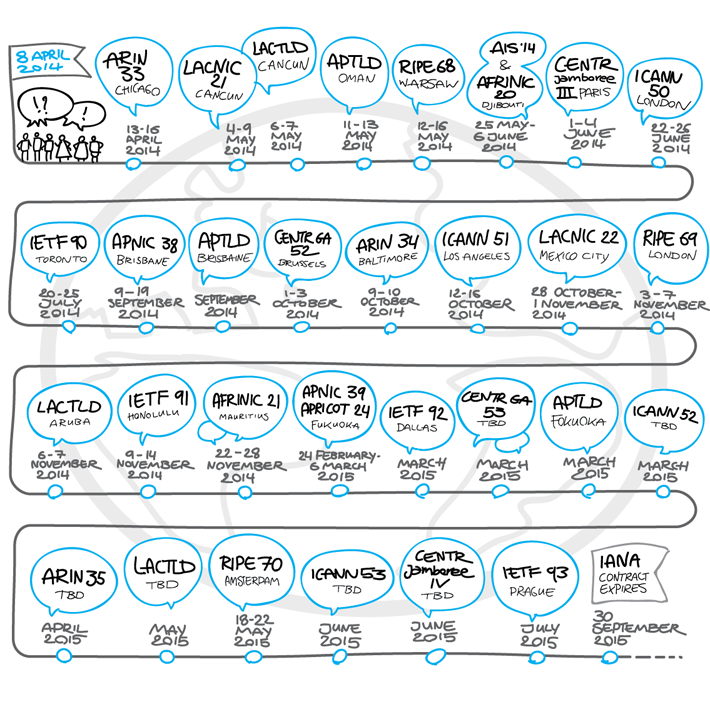 8 APRIL
2014
!?
!
ARIN
33
CHICAGO
13-16
APRIL
2014
LACNIC
21
CANCUN
4-9
MAY
2014
LACTLD
CANCUN
6-7
MAY
2014
APTLD
OMAN
11-13
MAY
2014
RIPE 68
WARSAW
12-16
MAY
2014
AIS '14
&
AFRINIC
20
DJIBOUTI
25 MAY-
6 JUNE
2014
CENTR
jamboree
III PARIS
1-4
JUNE
2014
ICANN
50
LONDON
22-26
JUNE
2014
IETF 90
TORONTO
20-25
JULY
2014
APNIC 38
BRISBANE
9-19
SEPTEMBER
2014
APTLD
BRISBANE
SEPTEMBER
2014
CENTR GA
52
BRUSSELS
1-3
OCTOBER
2014
ARIN 34
BALTIMORE
9-10
OCTOBER
2014
ICANN 51
LOS ANGELES
12-16
OCTOBER
2014
LACNIC 22
MEXICO CITY
28 OCTOBER-
1 NOVEMBER
2014
RIPE 69
LONDON
3-7
NOVEMBER
2014
LACTLD
ARUBA
6-7
NOVEMBER
2014
IETF 91
HONOLULU
9-14
NOVEMBER
2014
AFRINIC 21
MAURITIUS
22-28
NOVEMBER
2014
APNIC 39
APRICOT 24
FUKUOKA
24 FEBRUARY-
6 MARCH
2015
IETF 92
DALLAS
MARCH
2015
CENTR GA
53
TBD
MARCH
2015
APTLD
FUKUOKA
MARCH
2015
ICANN 52
TBD
MARSH
2015
ARIN 35
TBD
APRIL
2015
LACTLD
TBD
MAY
2015
RIPE 70
AMSTERDAM
18-22
MAY
2015
ICANN 53
TBD
JUNE
2015
CENTR
jamboree
IV
TBD
JUNE
2015
IETF 93
PRAGUE
JULY
2015
IANA
CONTRACT
EXPIRES
30
SEPTEMBER
2015